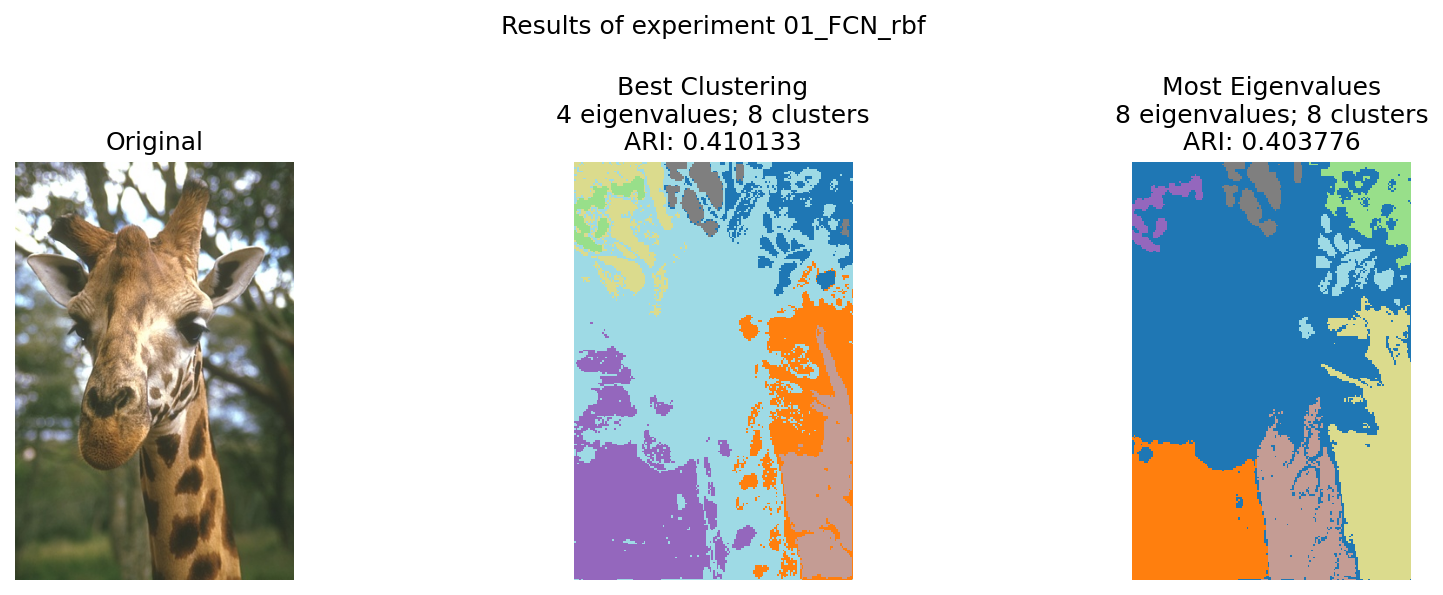 Results of experiment 01_FCN_rbf
Original
Best Clustering
4 eigenvalues; 8 clusters
ARI: 0.410133
Most Eigenvalues
8 eigenvalues; 8 clusters
ARI: 0.403776